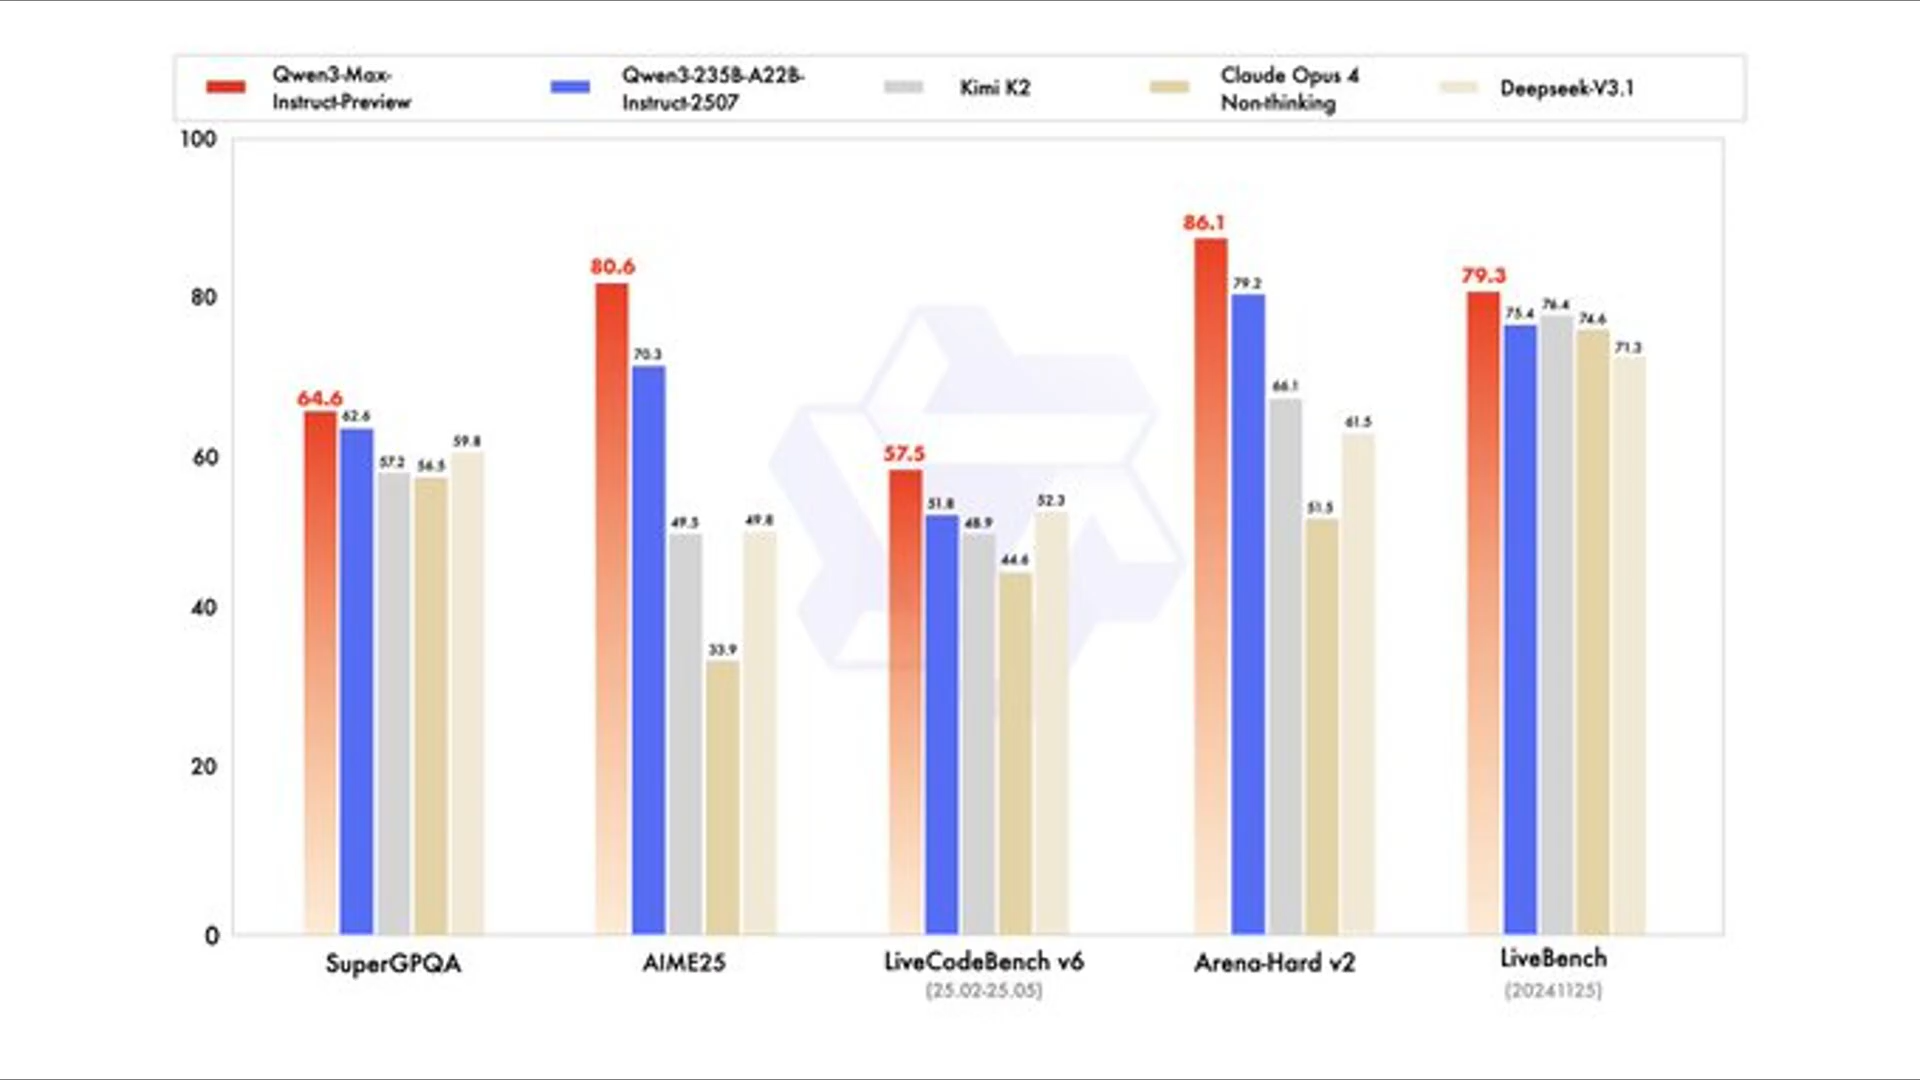 Qwen3-Max-
Instruct-Preview
Qwen3-235B-A22B-
Instruct-2507
Kimi K2
Claude Opus 4
Non-thinking
Deepseek-V3.1
100
80
60
40
20
0
64.6
62.6
57.2
56.5
59.8
80.6
70.3
49.5
33.9
49.8
57.5
51.8
48.9
44.6
52.3
86.1
79.2
66.1
51.5
61.5
79.3
75.4
76.4
74.6
71.3
SuperGPQA
AIME25
LiveCodeBench v6
(25.02-25.05)
Arena-Hard v2
LiveBench
(20241125)